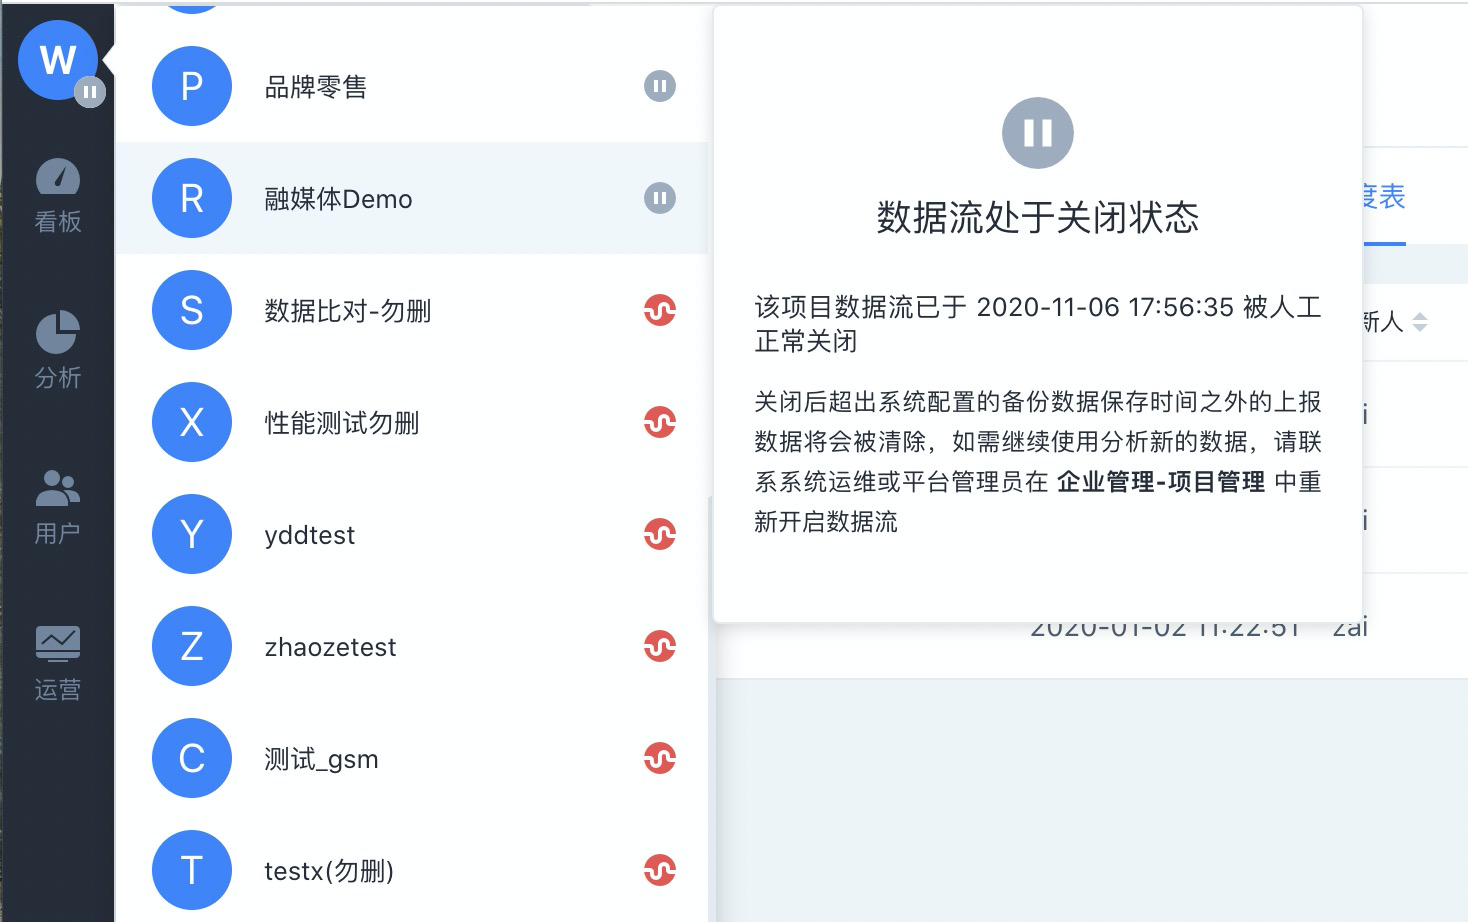 W
看板
分析
用户
运营
P
品牌零售
R
融媒体Demo
S
数据比对-勿删
X
性能测试勿删
Y
yddtest
Z
zhaozetest
C
测试_gsm
T
testx(勿删)
数据流处于关闭状态
该项目数据流已于 2020-11-06 17:56:35 被人工
正常关闭
关闭后超出系统配置的备份数据保存时间之外的上报
数据将会被清除，如需继续使用分析新的数据，请联
系系统运维或平台管理员在 企业管理-项目管理 中重
新开启数据流
度表
新人
i
i
2020-01-02 11:22:51 zai